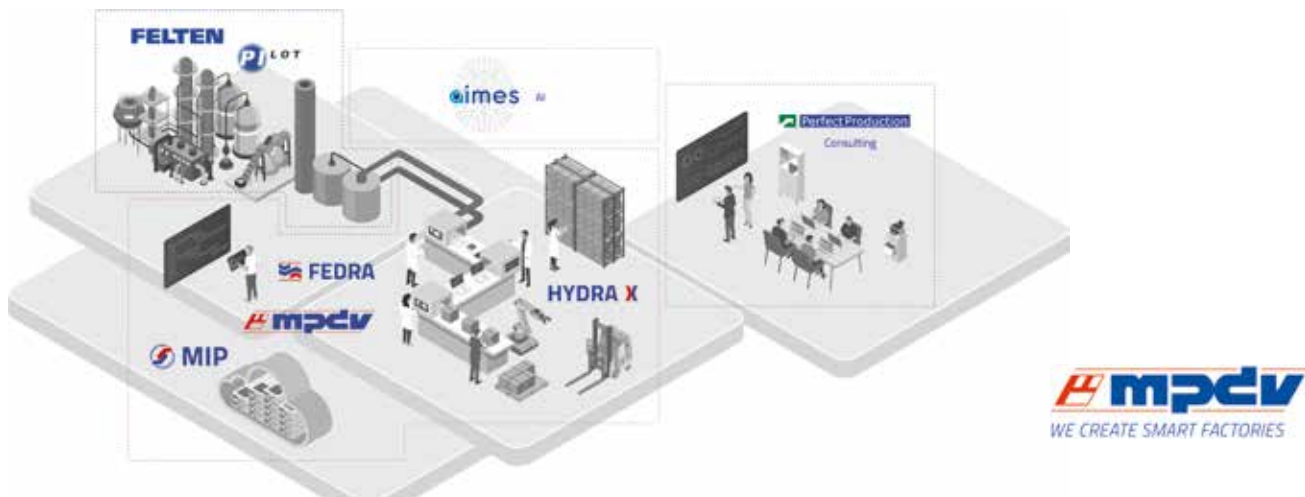 FELTEN
PILOT
aimes AI
Perfect Production
Consulting
FEDRA
HYDRA X
mpdv
MIP
mpdv
WE CREATE SMART FACTORIES